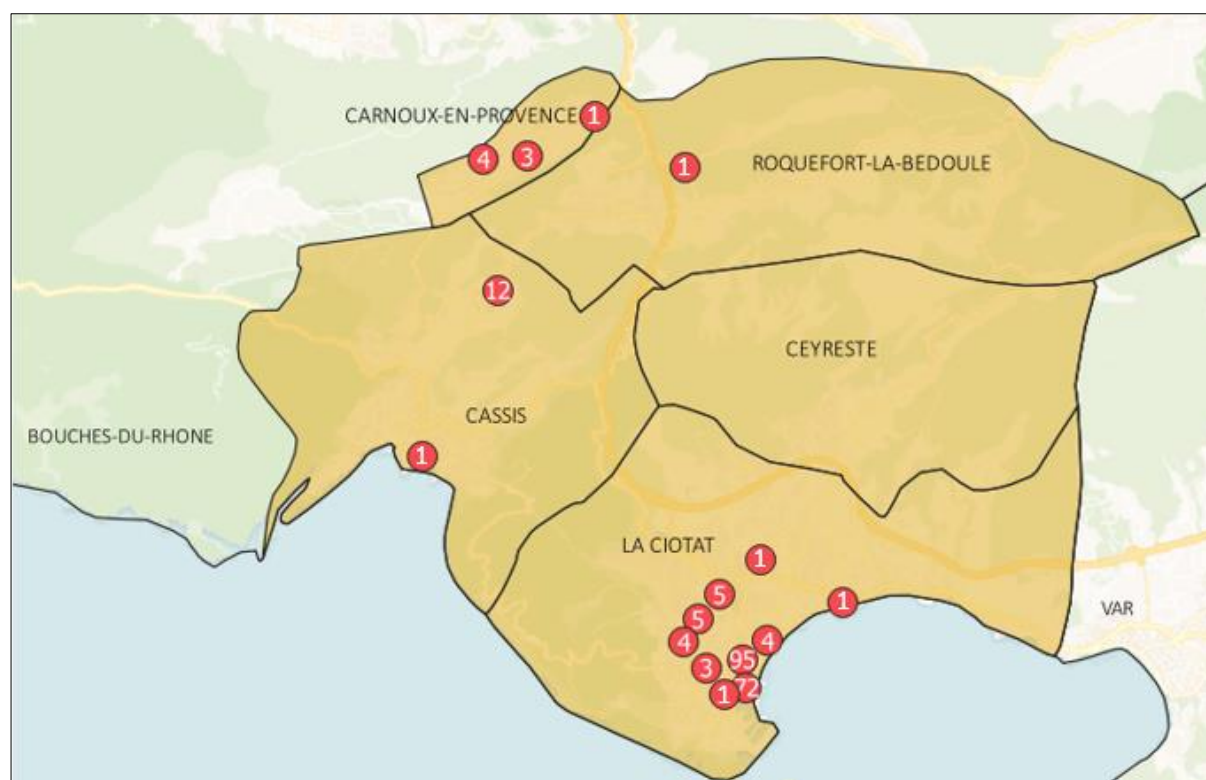 CARNOUX-EN-PROVENCE
1
4
3
1
ROQUEFORT-LA-BEDOULE
12
CEYRESTE
CASSIS
BOUCHES-DU-RHONE
1
LA CIOTAT
1
5
1
VAR
5
4
4
95
3
72
1